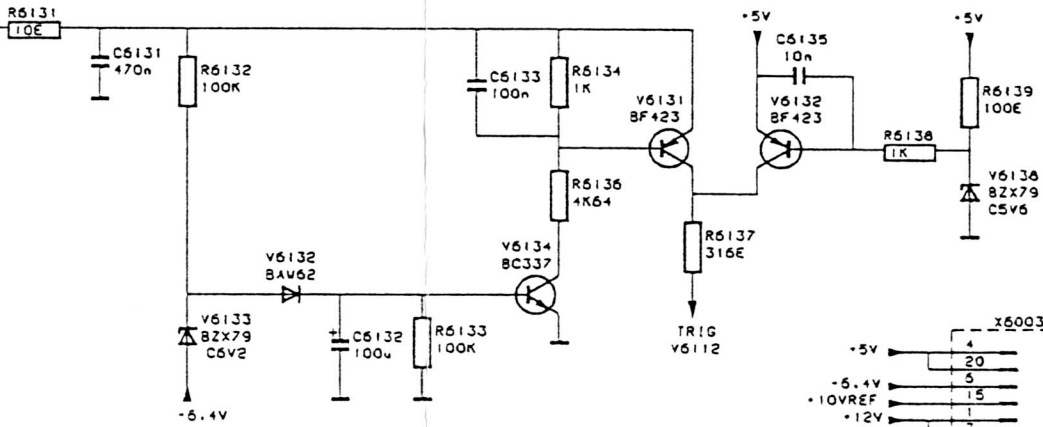 R6131
10E
C6131
470n
R6132
100K
C6133
100n
R6134
1K
V6131
BF423
+5V
C6135
10n
V6132
BF423
+5V
R6139
100E
R6138
1K
V6138
BZX79
C5V6
R6136
4K64
V6134
BC337
R6137
316E
TRIG
V6112
V6132
BAW62
V6133
BZX79
C6V2
-6.4V
C6132
100u
+
R6133
100K
X6003
+5V
4
20
-6.4V
5
+10VREF
15
+12V
1